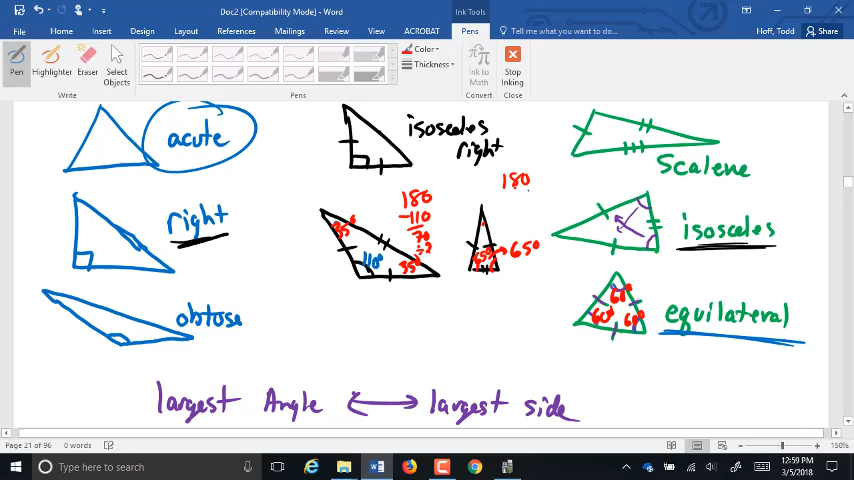 Doc2 [Compatibility Mode] - Word
Ink Tools
Hoff, Todd
File
Home
Insert
Design
Layout
References
Mailings
Review
View
ACROBAT
Pens
Tell me what you want to do...
Share
Pen
Highlighter
Eraser
Select Objects
Color
Thickness
Ink to Math
Stop Inking
Write
Pens
Convert
Close
acute
isosceles
right
Scalene
180
right
180
-110
70
÷2
35°
110°
35°
65°
65°
isosceles
obtuse
60°
60°
60°
equilateral
largest Angle ↔ largest side
Page 21 of 96
0 words
150%
Type here to search
12:59 PM
3/5/2018